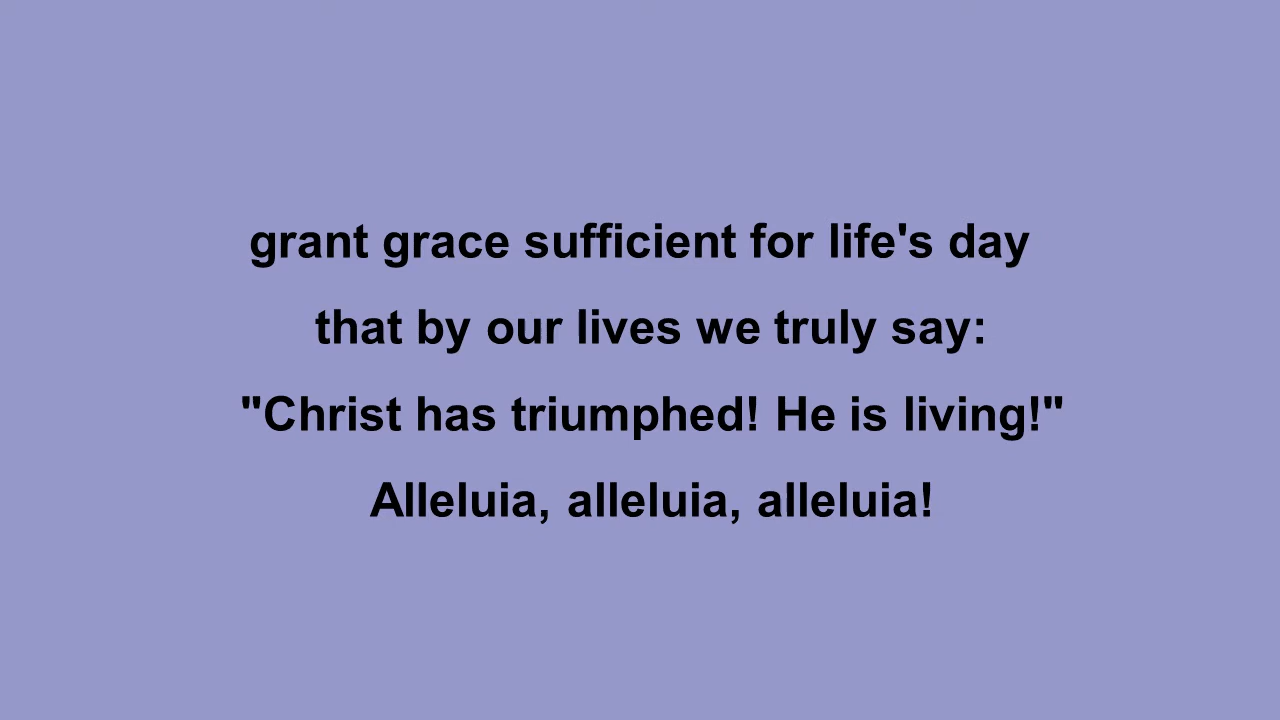 grant grace sufficient for life's day
that by our lives we truly say:
"Christ has triumphed! He is living!"
Alleluia, alleluia, alleluia!